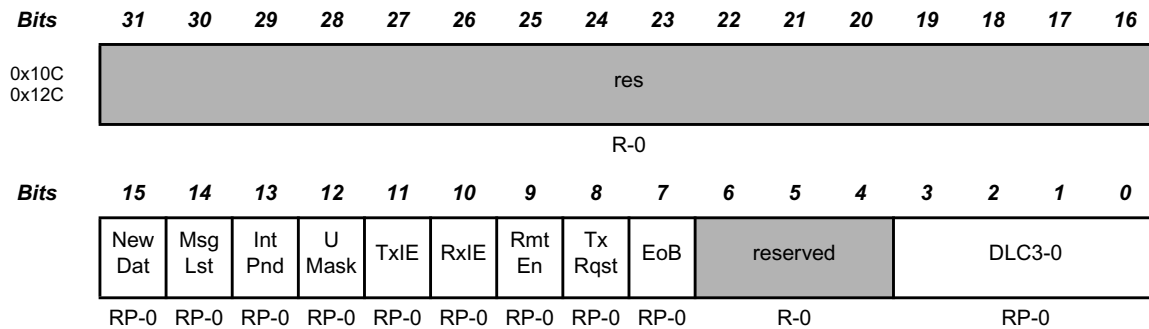 Bits 31 30 29 28 27 26 25 24 23 22 21 20 19 18 17 16
0x10C
0x12C
res
R-0
Bits 15 14 13 12 11 10 9 8 7 6 5 4 3 2 1 0
New Msg Int U TxIE RxIE Rmt Tx EoB reserved DLC3-0
Dat Lst Pnd Mask En Rqst
RP-0 RP-0 RP-0 RP-0 RP-0 RP-0 RP-0 RP-0 RP-0 R-0 RP-0